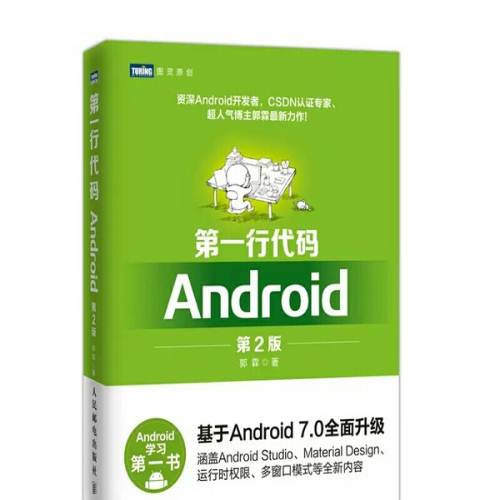 TURING 图灵原创
资深Android开发者，CSDN认证专家、
超人气博主郭霖最新力作！
第一行代码
Android
第2版
郭霖 著
Android
学习
第一书
基于Android 7.0全面升级
涵盖Android Studio、Material Design、
运行时权限、多窗口模式等全新内容
第一行代码 Android 第2版 郭霖 著 人民邮电出版社